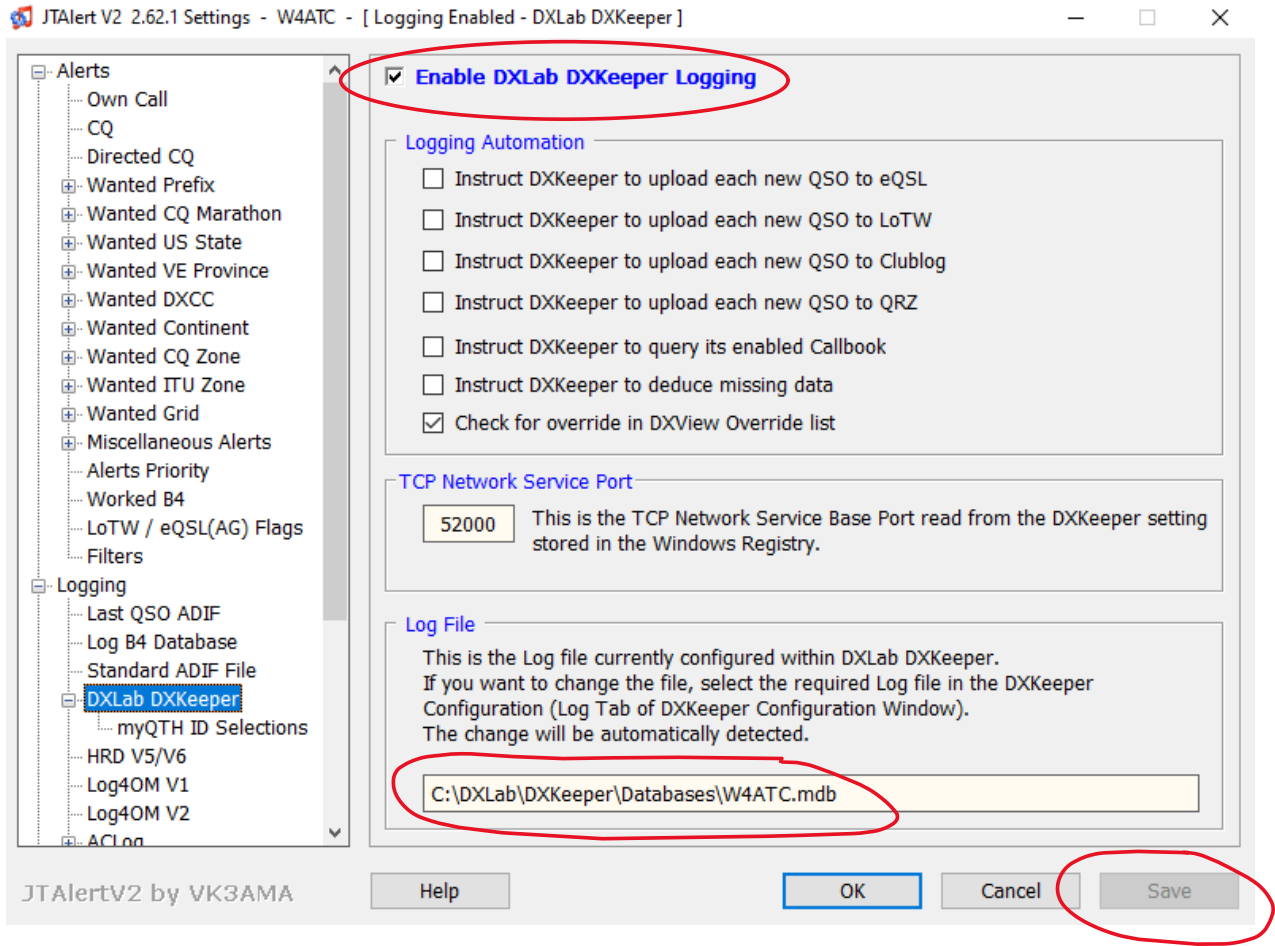 JTAlert V2 2.62.1 Settings - W4ATC - [ Logging Enabled - DXLab DXKeeper ]
Alerts
Own Call
CQ
Directed CQ
Wanted Prefix
Wanted CQ Marathon
Wanted US State
Wanted VE Province
Wanted DXCC
Wanted Continent
Wanted CQ Zone
Wanted ITU Zone
Wanted Grid
Miscellaneous Alerts
Alerts Priority
Worked B4
LoTW / eQSL(AG) Flags
Filters
Logging
Last QSO ADIF
Log B4 Database
Standard ADIF File
DXLab DXKeeper
myQTH ID Selections
HRD V5/V6
Log4OM V1
Log4OM V2
ACLog
Enable DXLab DXKeeper Logging
Logging Automation
Instruct DXKeeper to upload each new QSO to eQSL
Instruct DXKeeper to upload each new QSO to LoTW
Instruct DXKeeper to upload each new QSO to Clublog
Instruct DXKeeper to upload each new QSO to QRZ
Instruct DXKeeper to query its enabled Callbook
Instruct DXKeeper to deduce missing data
Check for override in DXView Override list
TCP Network Service Port
52000
This is the TCP Network Service Base Port read from the DXKeeper setting
stored in the Windows Registry.
Log File
This is the Log file currently configured within DXLab DXKeeper.
If you want to change the file, select the required Log file in the DXKeeper
Configuration (Log Tab of DXKeeper Configuration Window).
The change will be automatically detected.
C:\DXLab\DXKeeper\Databases\W4ATC.mdb
JTAlertV2 by VK3AMA
Help
OK
Cancel
Save